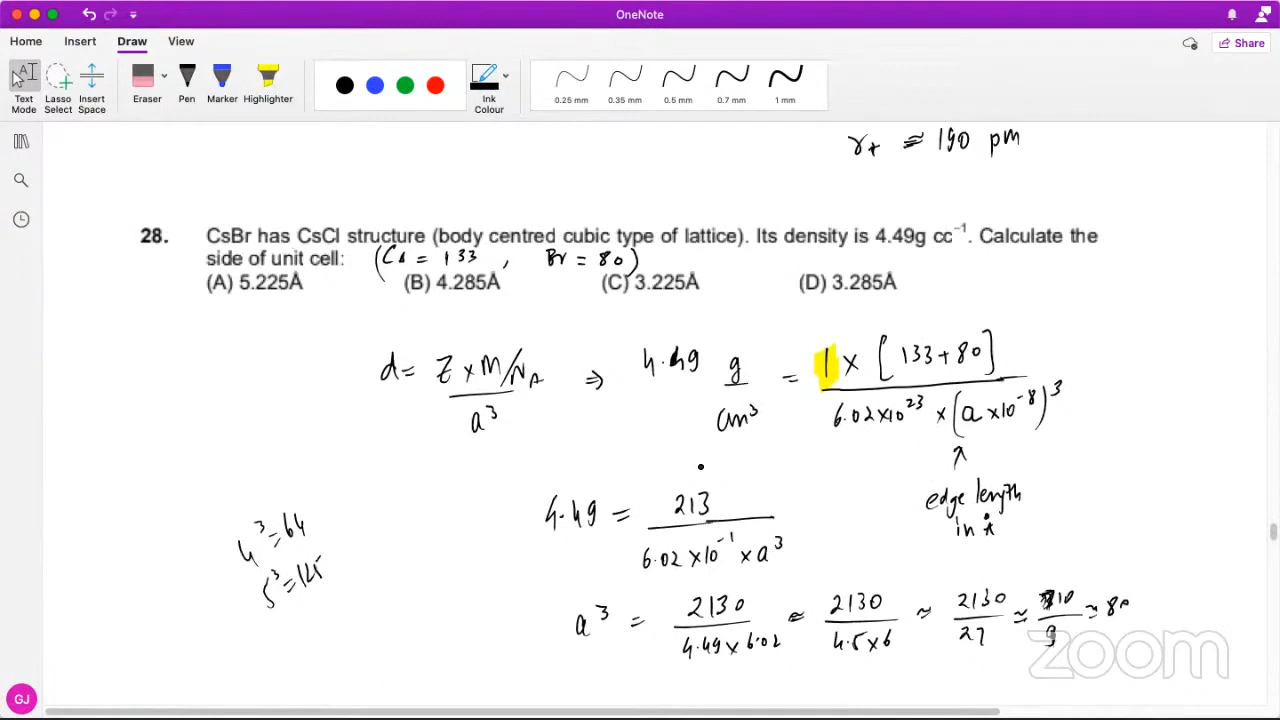 OneNote
Home Insert Draw View
Share
Text Mode
Lasso Select
Insert Space
Eraser
Pen
Marker
Highlighter
Ink Colour
0.25 mm 0.35 mm 0.5 mm 0.7 mm 1 mm
r+ ≈ 190 pm
28. CsBr has CsCl structure (body centred cubic type of lattice). Its density is 4.49g cc⁻¹. Calculate the
side of unit cell: (Cs = 133, Br = 80)
(A) 5.225Å (B) 4.285Å (C) 3.225Å (D) 3.285Å
d = Z × M/N_A / a³ ⇒ 4.49 g/cm³ = 1 × [133+80] / 6.02×10²³ × (a×10⁻⁸)³
edge length
in Å
4.49 = 213 / 6.02×10⁻¹ × a³
4³ = 64
5³ = 125
a³ = 2130 / 4.49×6.02 ≈ 2130 / 4.5×6 ≈ 2130 / 27 ≈ / 9 ≈ 80
zoom
GJ